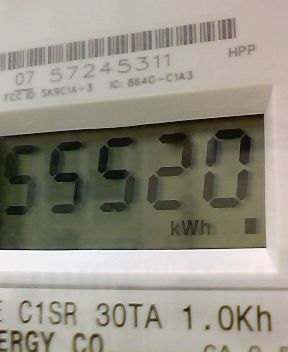 HPP
07 57245311
FCC ID: SK9C1A-3 IC: 864G-C1A3
55520
kWh
C1SR 30TA 1.0Kh
ERGY CO